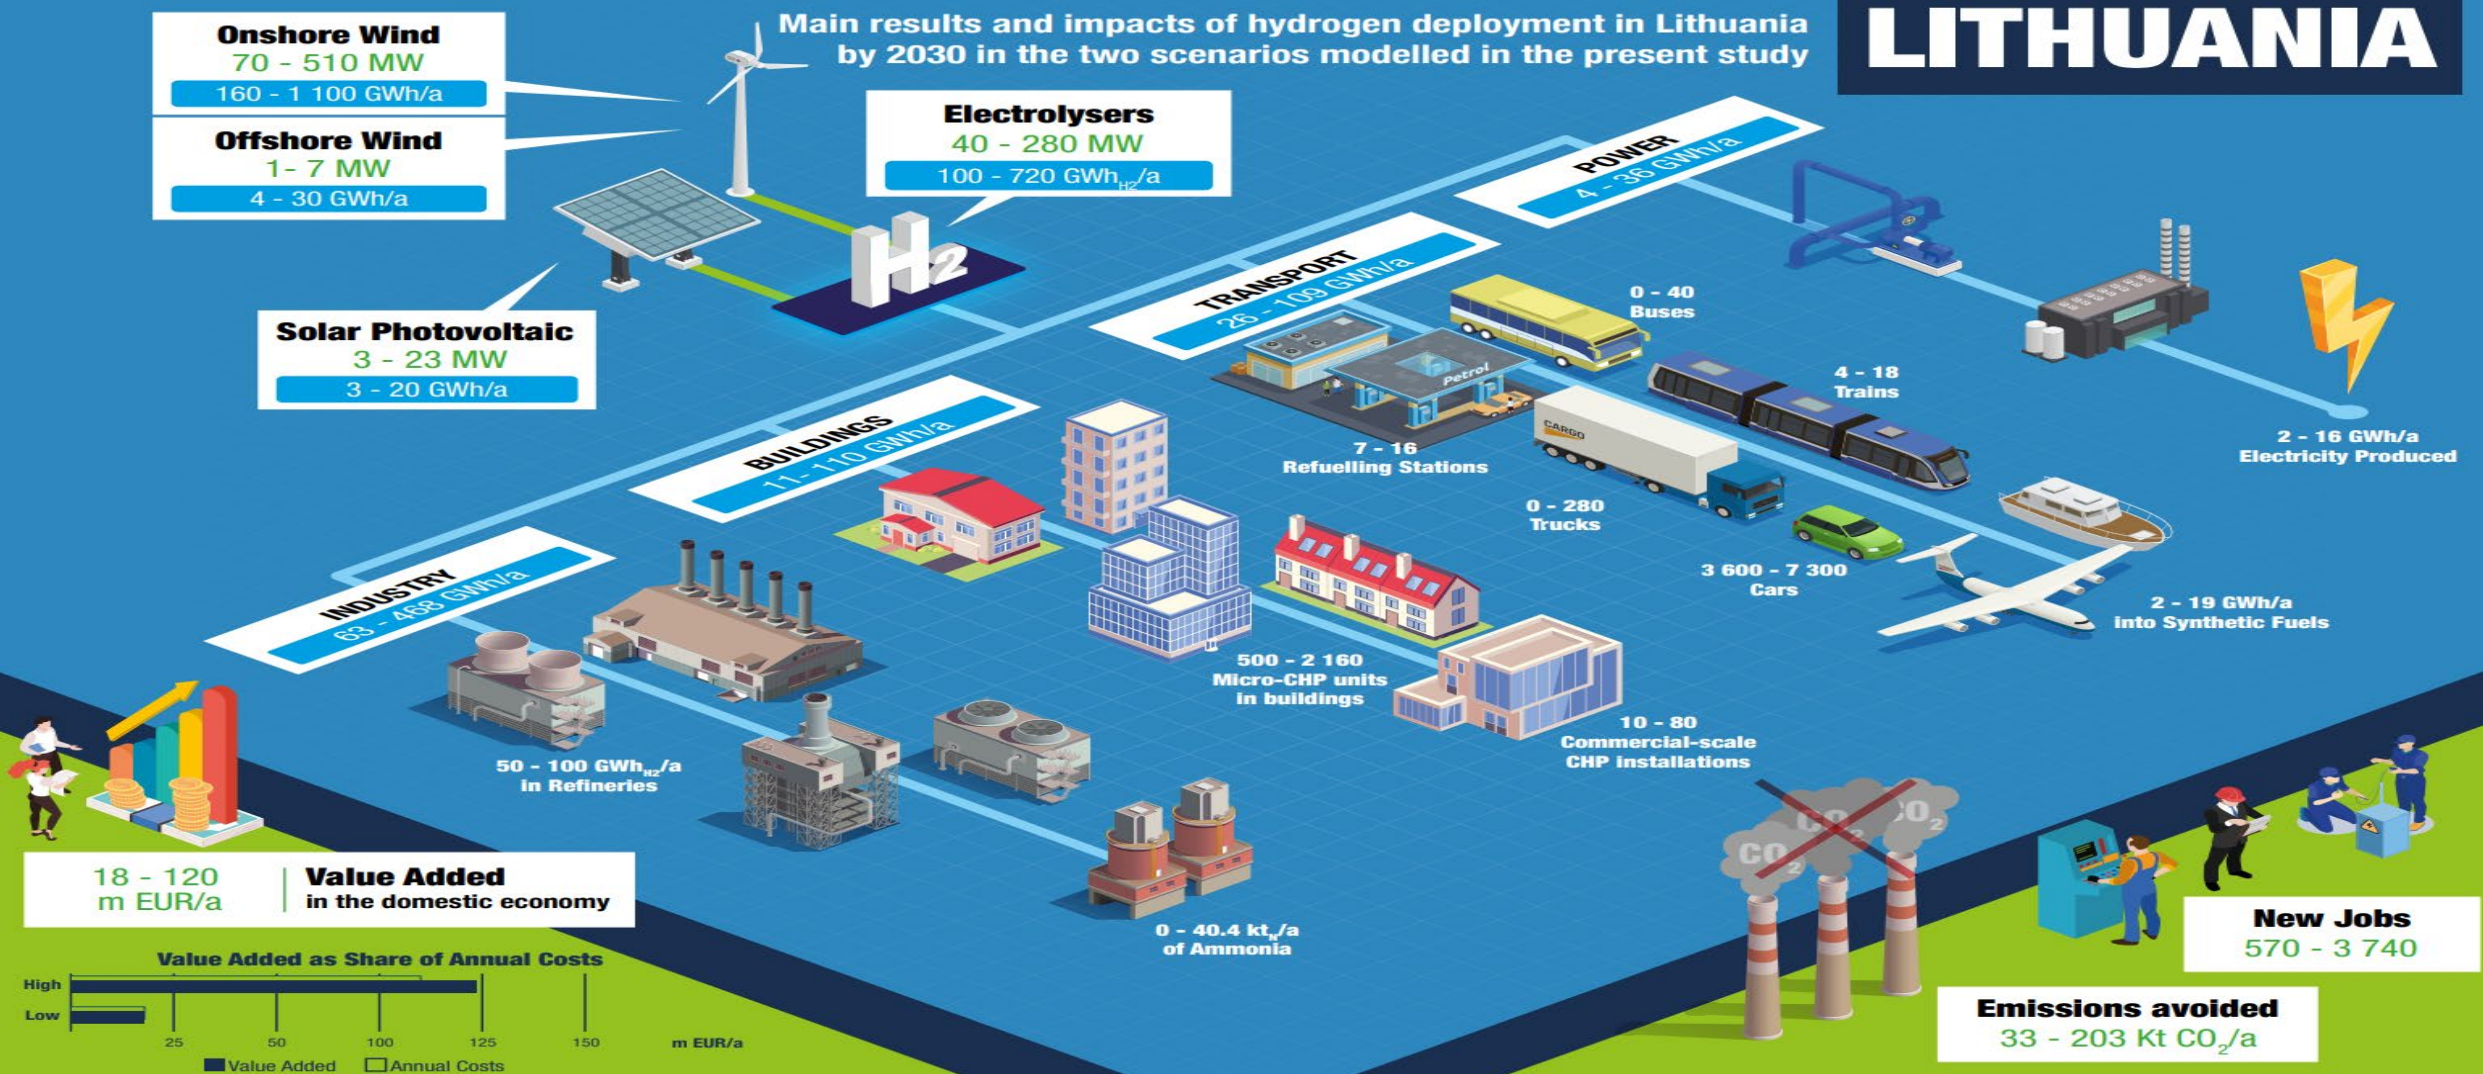 Main results and impacts of hydrogen deployment in Lithuania
by 2030 in the two scenarios modelled in the present study
LITHUANIA
Onshore Wind
70 - 510 MW
160 - 1 100 GWh/a
Offshore Wind
1- 7 MW
4 - 30 GWh/a
Electrolysers
40 - 280 MW
100 - 720 GWh_H2/a
H2
Solar Photovoltaic
3 - 23 MW
3 - 20 GWh/a
POWER
4 - 36 GWh/a
2 - 16 GWh/a
Electricity Produced
TRANSPORT
26 - 109 GWh/a
Petrol
7 - 16
Refuelling Stations
0 - 40
Buses
4 - 18
Trains
CARGO
0 - 280
Trucks
3 600 - 7 300
Cars
2 - 19 GWh/a
into Synthetic Fuels
BUILDINGS
11- 110 GWh/a
500 - 2 160
Micro-CHP units
in buildings
10 - 80
Commercial-scale
CHP installations
INDUSTRY
63 - 468 GWh/a
50 - 100 GWh_H2/a
in Refineries
0 - 40.4 kt_N/a
of Ammonia
18 - 120
m EUR/a
Value Added
in the domestic economy
Value Added as Share of Annual Costs
High
Low
25 50 100 125 150 m EUR/a
Value Added Annual Costs
CO2
CO2
CO2
New Jobs
570 - 3 740
Emissions avoided
33 - 203 Kt CO2/a